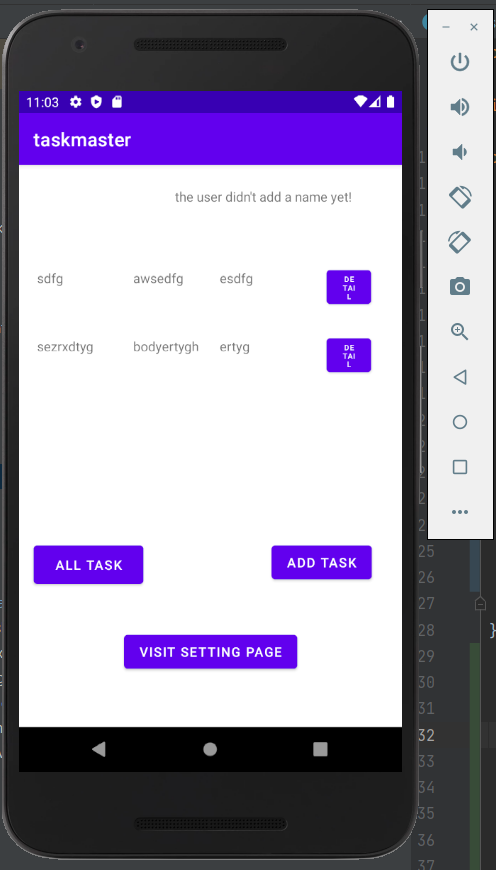 11:03
taskmaster
the user didn't add a name yet!
sdfg awsedfg esdfg DE
TAI
L
sezrxdtyg bodyertygh ertyg DE
TAI
L
ALL TASK ADD TASK
VISIT SETTING PAGE
25
26
27
28 }
29
30
31
32
33
34
35
36
37